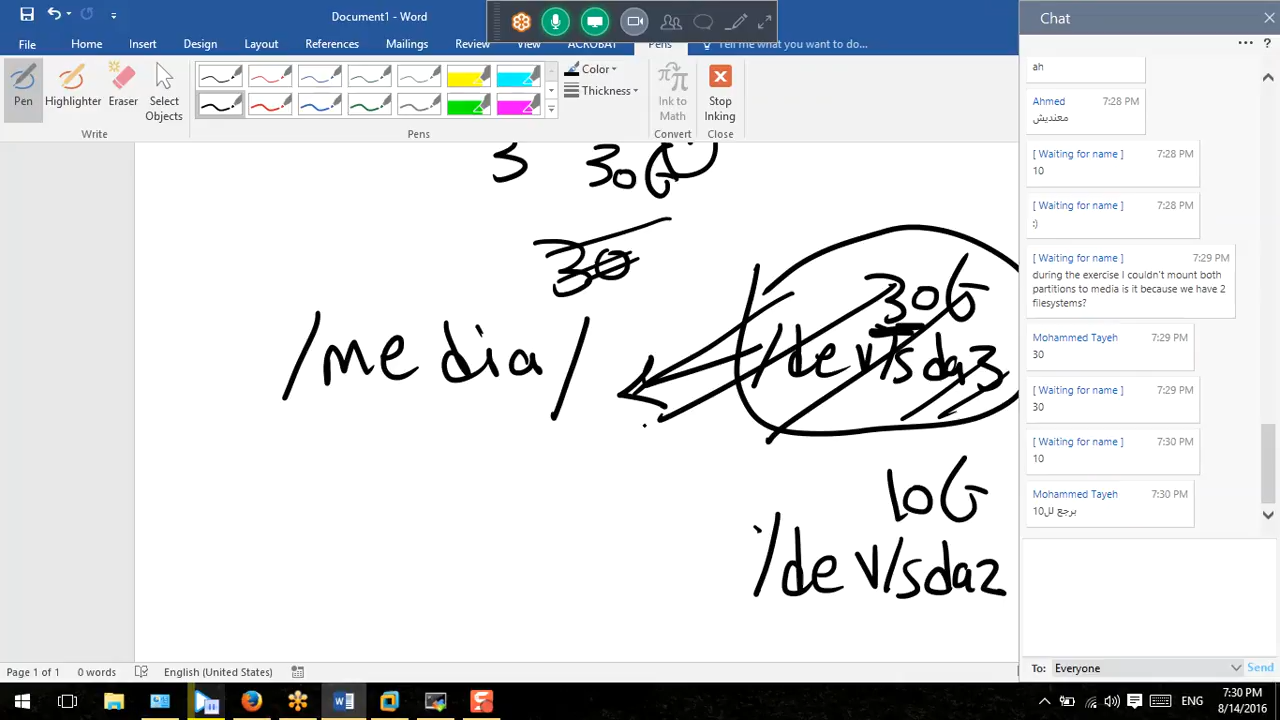 Document1 - Word
Chat
File Home Insert Design Layout References Mailings Review View ACROBAT Pens Tell me what you want to do...
Pen
Highlighter
Eraser
Select Objects
Color
Thickness
Ink to Math
Stop Inking
Write
Pens
Convert
Close
3 30G
30
/media/
30G
/dev/sda3
10G
/dev/sda2
ah
Ahmed 7:28 PM
معنديش
[ Waiting for name ] 7:28 PM
10
[ Waiting for name ] 7:28 PM
:)
[ Waiting for name ] 7:29 PM
during the exercise I couldn't mount both
partitions to media is it because we have 2
filesystems?
Mohammed Tayeh 7:29 PM
30
[ Waiting for name ] 7:29 PM
30
[ Waiting for name ] 7:30 PM
10
Mohammed Tayeh 7:30 PM
برجع لل10
To: Everyone Send
Page 1 of 1 0 words English (United States)
ENG
7:30 PM
8/14/2016